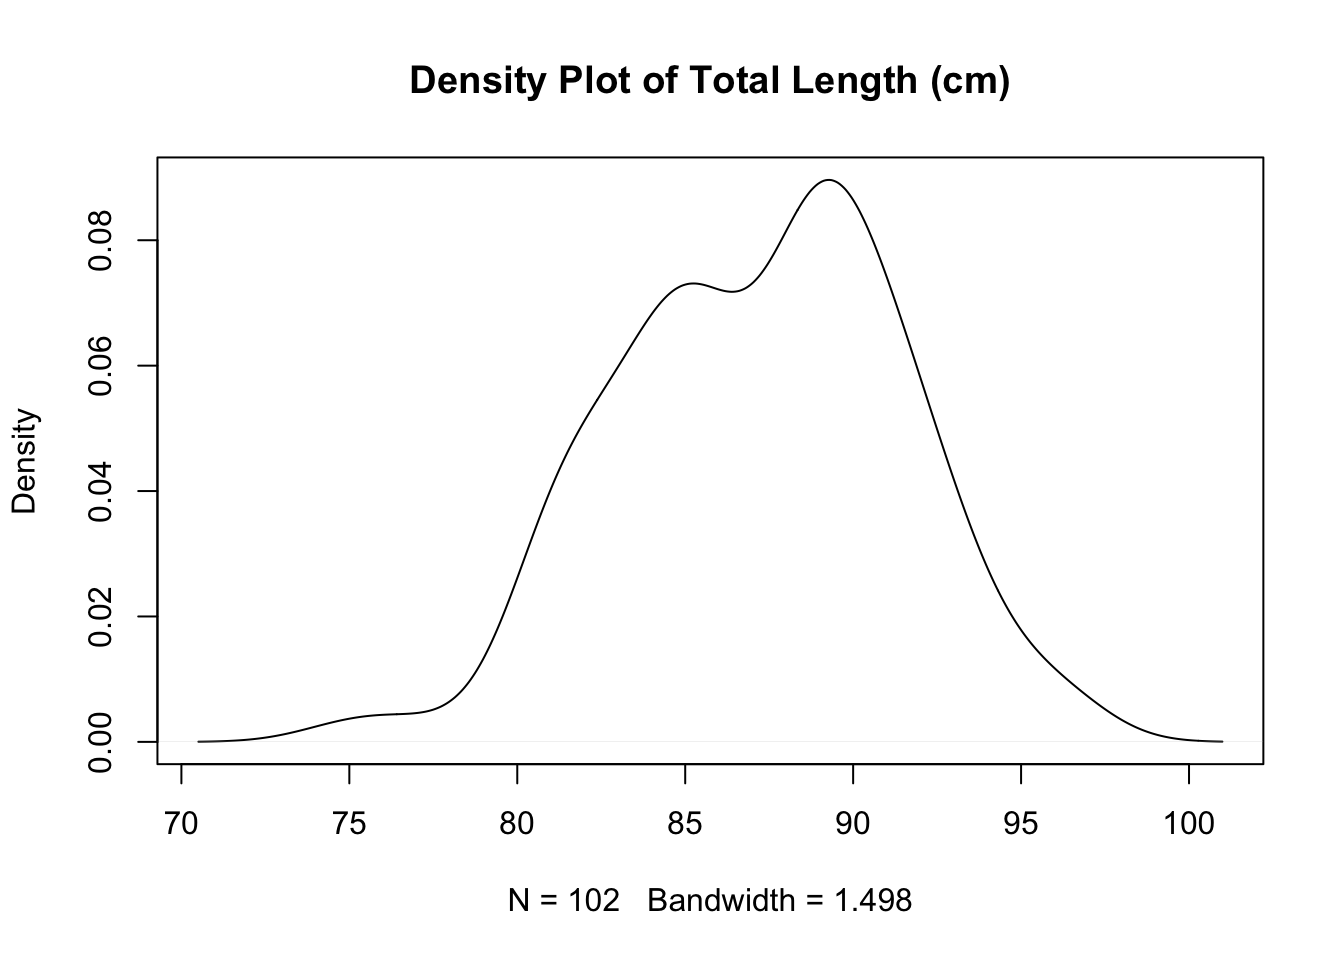 Density Plot of Total Length (cm)
Density
0.08
0.06
0.04
0.02
0.00
70 75 80 85 90 95 100
N = 102 Bandwidth = 1.498